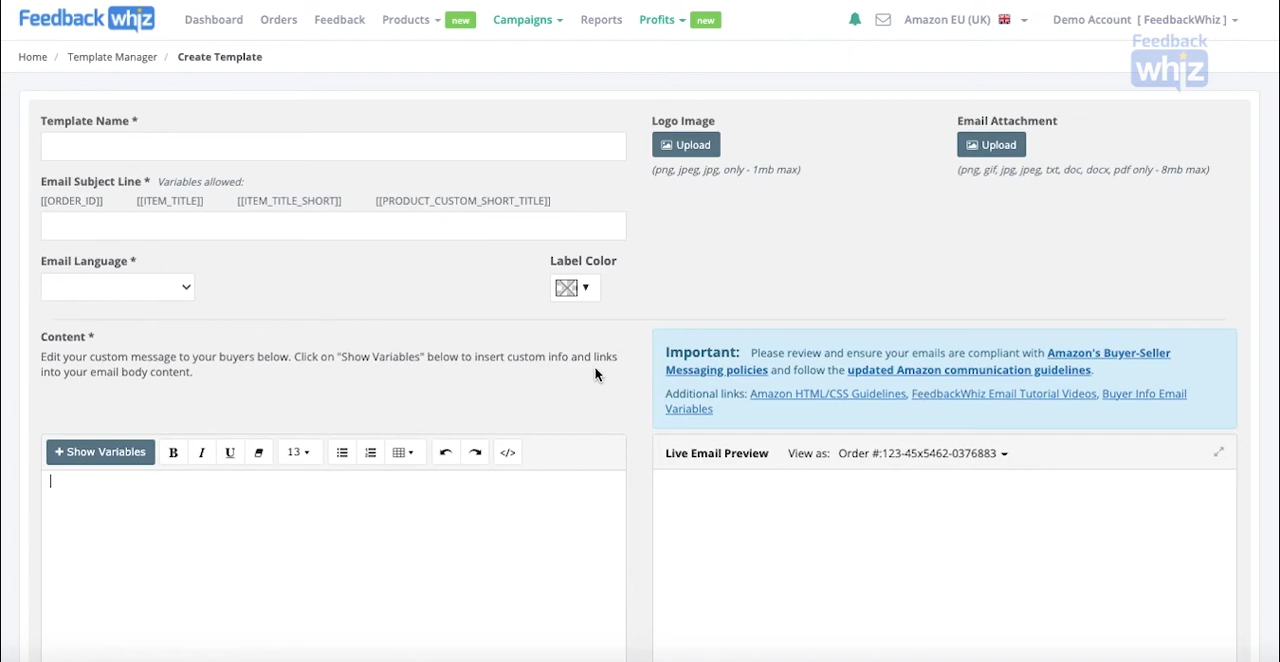 Feedback whiz Dashboard Orders Feedback Products new Campaigns Reports Profits new Amazon EU (UK) Demo Account [ FeedbackWhiz ]
Home / Template Manager / Create Template
Feedback
whiz
Template Name * Logo Image Email Attachment
Upload Upload
(png, jpeg, jpg, only - 1mb max) (png, gif, jpg, jpeg, txt, doc, docx, pdf only - 8mb max)
Email Subject Line * Variables allowed:
[[ORDER_ID]] [[ITEM_TITLE]] [[ITEM_TITLE_SHORT]] [[PRODUCT_CUSTOM_SHORT_TITLE]]
Email Language * Label Color
Content *
Edit your custom message to your buyers below. Click on "Show Variables" below to insert custom info and links
into your email body content.
Important: Please review and ensure your emails are compliant with Amazon's Buyer-Seller
Messaging policies and follow the updated Amazon communication guidelines.
Additional links: Amazon HTML/CSS Guidelines, FeedbackWhiz Email Tutorial Videos, Buyer Info Email
Variables
+ Show Variables B I U 13 </>
Live Email Preview View as: Order #:123-45x5462-0376883